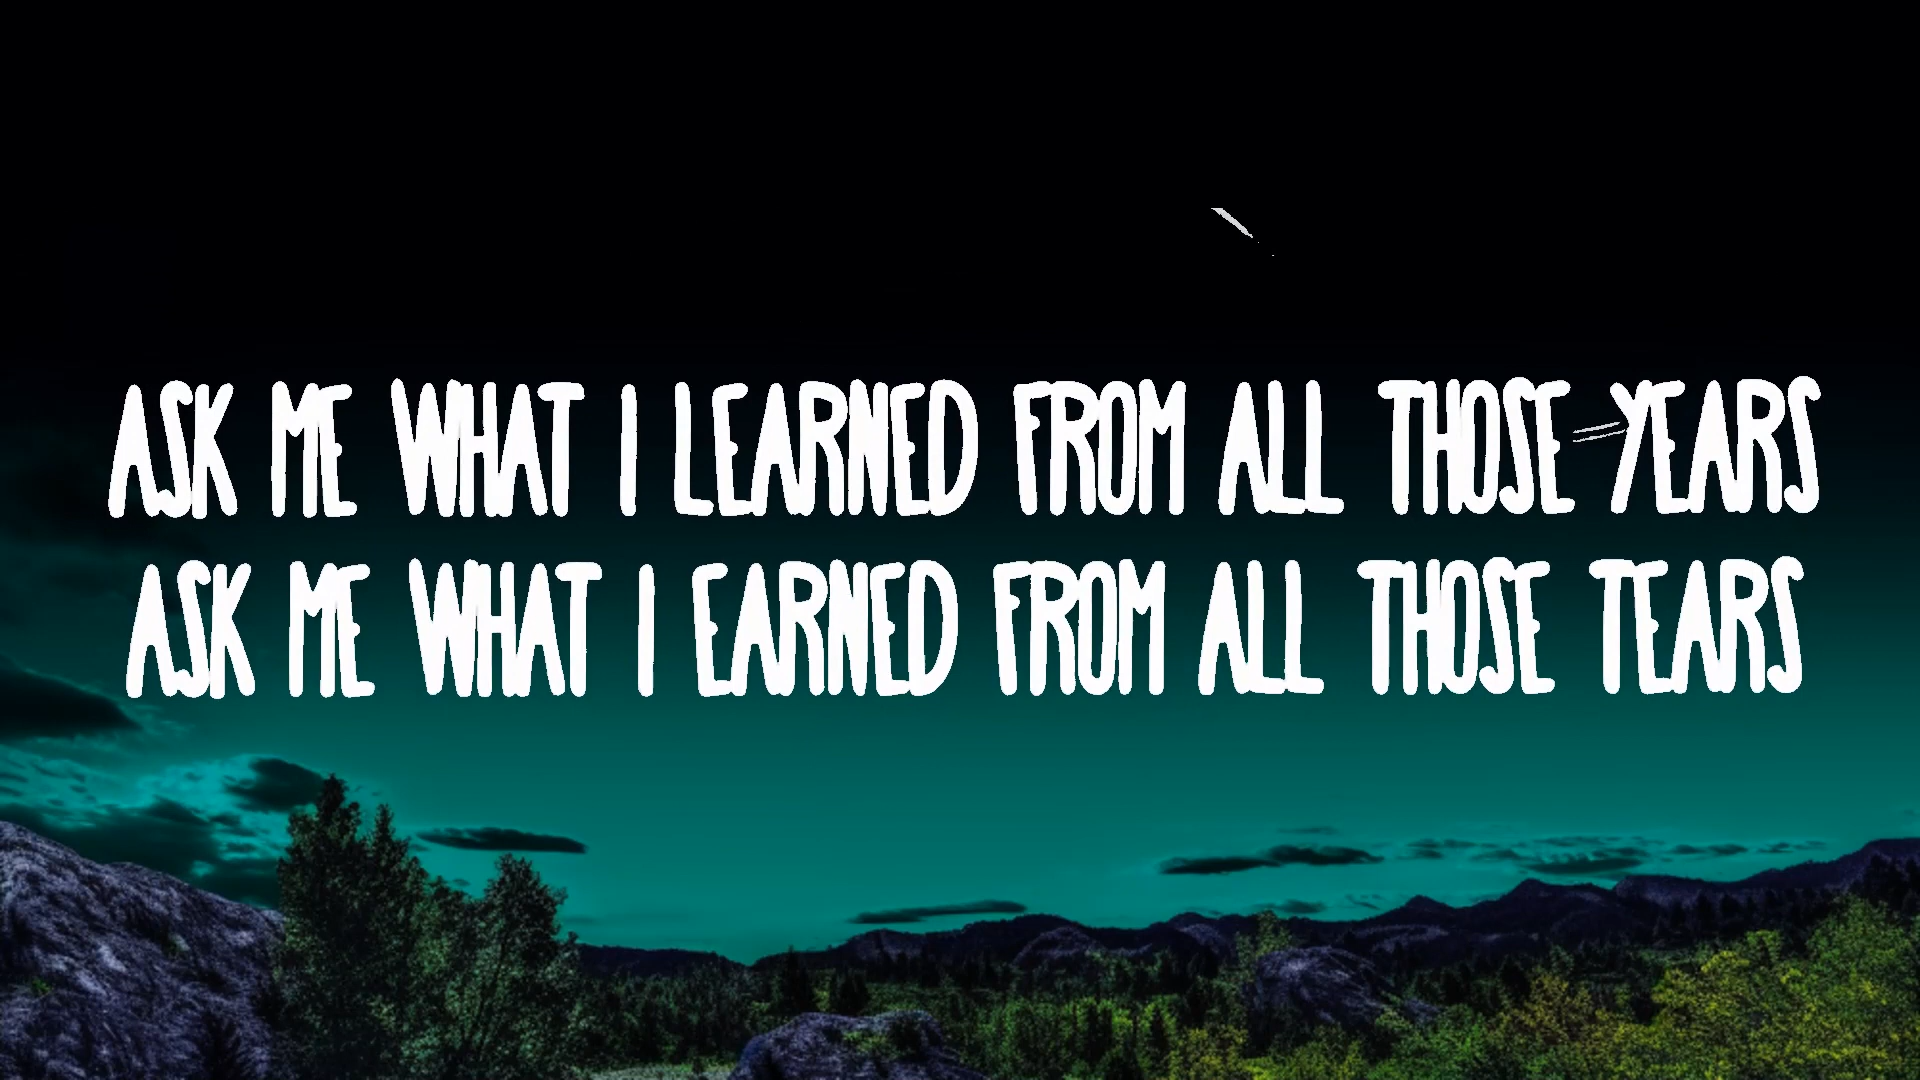 ASK ME WHAT I LEARNED FROM ALL THOSE YEARS
ASK ME WHAT I EARNED FROM ALL THOSE TEARS